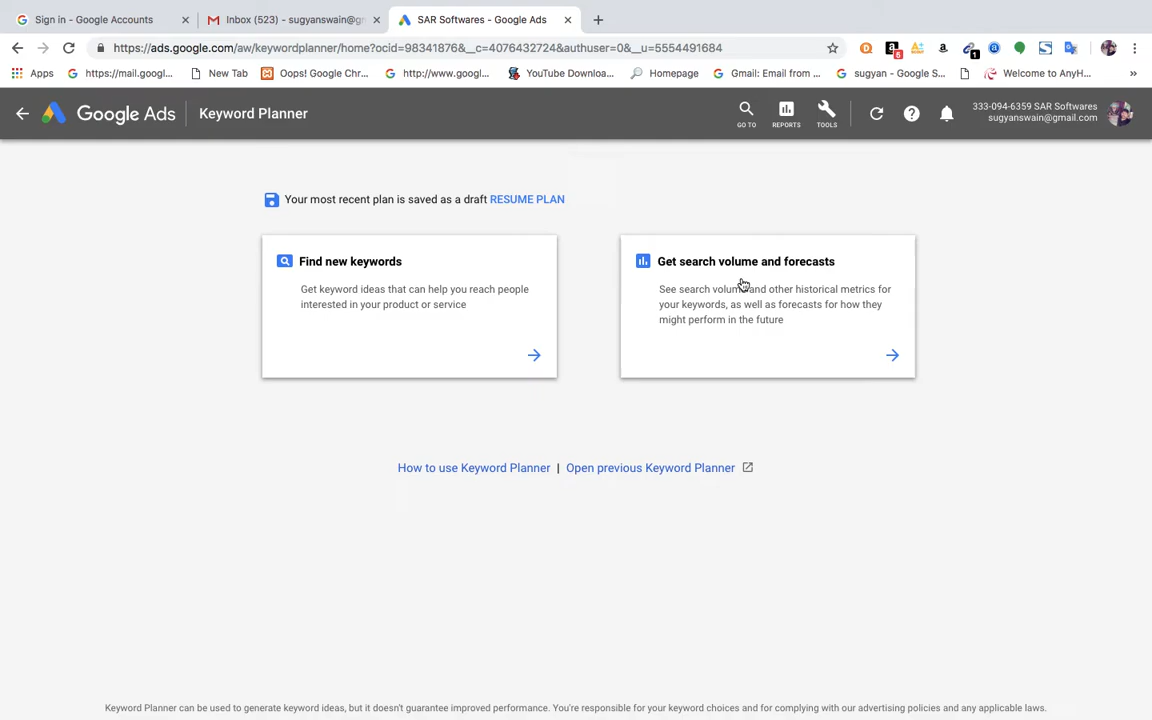 Sign in - Google Accounts
Inbox (523) - sugyanswain@g
SAR Softwares - Google Ads
https://ads.google.com/aw/keywordplanner/home?ocid=98341876&__c=4076432724&authuser=0&__u=5554491684
Apps
https://mail.googl...
New Tab
Oops! Google Chr...
http://www.googl...
YouTube Downloa...
Homepage
Gmail: Email from ...
sugyan - Google S...
Welcome to AnyH...
Google Ads
Keyword Planner
GO TO
REPORTS
TOOLS
333-094-6359 SAR Softwares
sugyanswain@gmail.com
Your most recent plan is saved as a draft RESUME PLAN
Find new keywords
Get keyword ideas that can help you reach people
interested in your product or service
Get search volume and forecasts
See search volume and other historical metrics for
your keywords, as well as forecasts for how they
might perform in the future
How to use Keyword Planner | Open previous Keyword Planner
Keyword Planner can be used to generate keyword ideas, but it doesn't guarantee improved performance. You're responsible for your keyword choices and for complying with our advertising policies and any applicable laws.